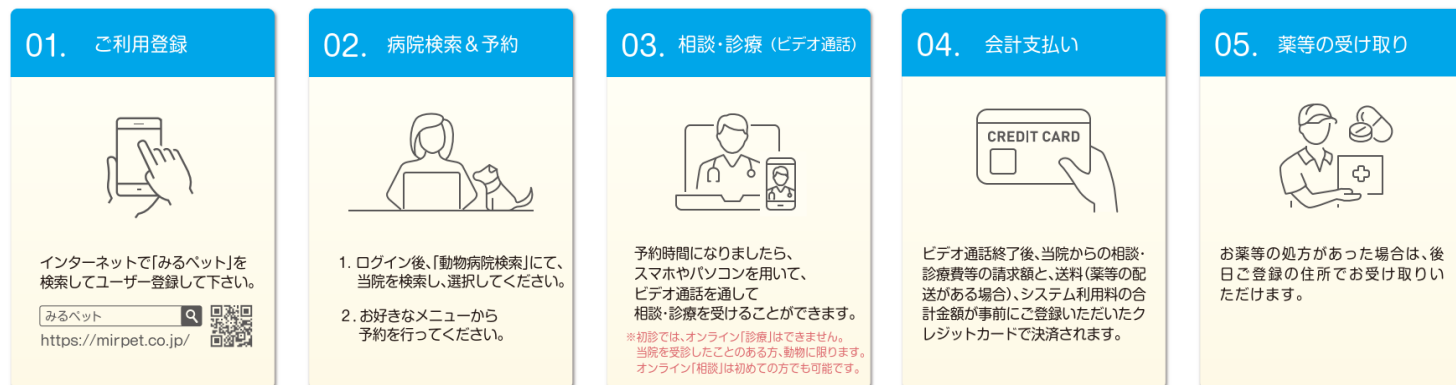 01. ご利用登録
インターネットで「みるペット」を
検索してユーザー登録して下さい。
みるペット
https://mirpet.co.jp/
02. 病院検索&予約
1. ログイン後、「動物病院検索」にて、
当院を検索し、選択してください。
2. お好きなメニューから
予約を行ってください。
03. 相談・診療(ビデオ通話)
予約時間になりましたら、
スマホやパソコンを用いて、
ビデオ通話を通して
相談・診療を受けることができます。
※初診では、オンライン「診療」はできません。
当院を受診したことのある方、動物に限ります。
オンライン「相談」は初めての方でも可能です。
04. 会計支払い
CREDIT CARD
ビデオ通話終了後、当院からの相談・
診療費等の請求額と、送料(薬等の配
送がある場合)、システム利用料の合
計金額が事前にご登録いただいたク
レジットカードで決済されます。
05. 薬等の受け取り
お薬等の処方があった場合は、後
日ご登録の住所でお受け取りい
ただけます。